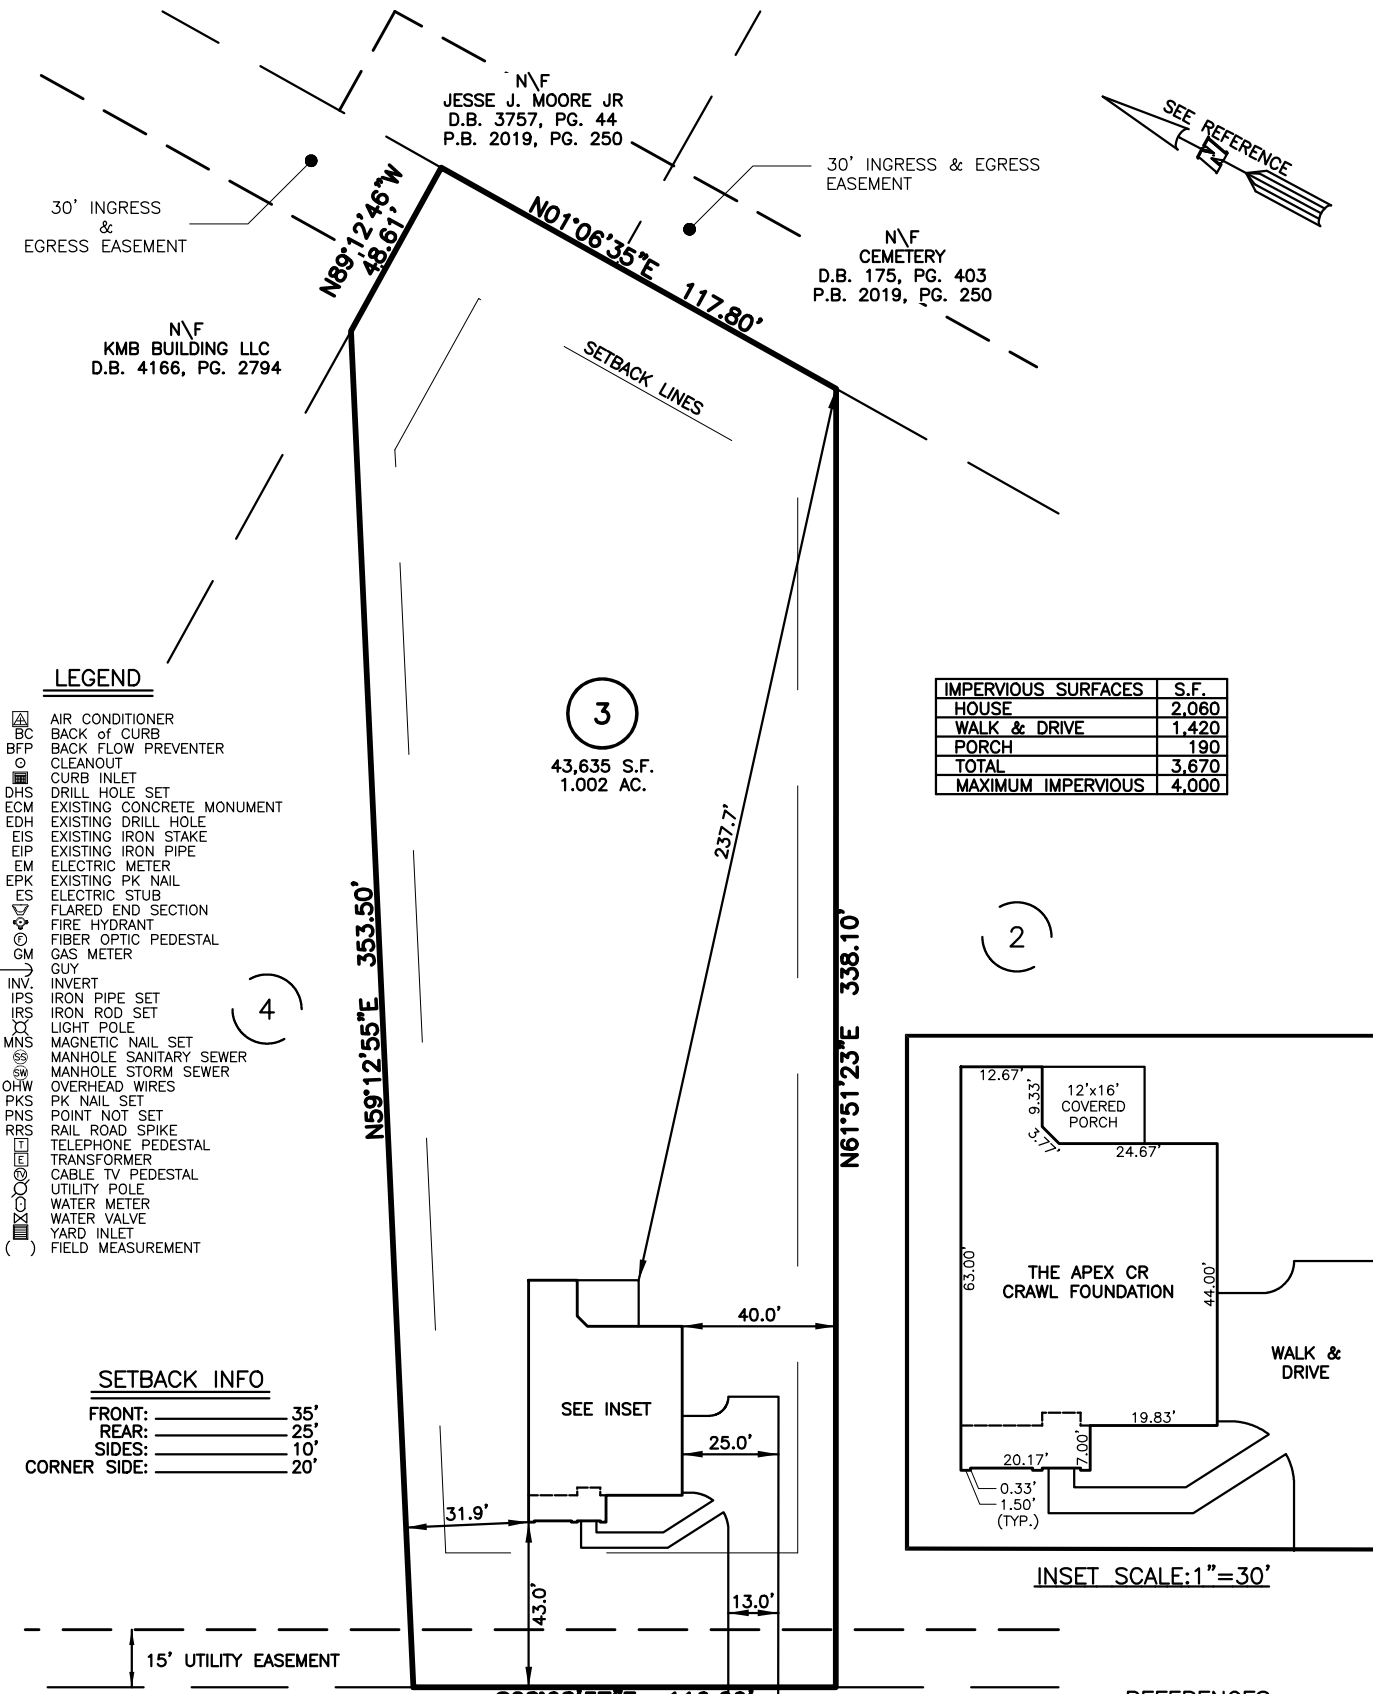 N\F
JESSE J. MOORE JR
D.B. 3757, PG. 44
P.B. 2019, PG. 250
SEE REFERENCE
N
30' INGRESS & EGRESS
EASEMENT
30' INGRESS
&
EGRESS EASEMENT
N89°12'46"W
48.61'
N01°06'35"E 117.80'
N\F
CEMETERY
D.B. 175, PG. 403
P.B. 2019, PG. 250
N\F
KMB BUILDING LLC
D.B. 4166, PG. 2794
SETBACK LINES
LEGEND
A AIR CONDITIONER
BC BACK of CURB
BFP BACK FLOW PREVENTER
CLEANOUT
CURB INLET
DHS DRILL HOLE SET
ECM EXISTING CONCRETE MONUMENT
EDH EXISTING DRILL HOLE
EIS EXISTING IRON STAKE
EIP EXISTING IRON PIPE
EM ELECTRIC METER
EPK EXISTING PK NAIL
ES ELECTRIC STUB
FLARED END SECTION
FIRE HYDRANT
F FIBER OPTIC PEDESTAL
GM GAS METER
GUY
INV. INVERT
IPS IRON PIPE SET
IRS IRON ROD SET
LIGHT POLE
MNS MAGNETIC NAIL SET
SS MANHOLE SANITARY SEWER
SW MANHOLE STORM SEWER
OHW OVERHEAD WIRES
PKS PK NAIL SET
PNS POINT NOT SET
RRS RAIL ROAD SPIKE
T TELEPHONE PEDESTAL
E TRANSFORMER
TV CABLE TV PEDESTAL
UTILITY POLE
WATER METER
WATER VALVE
YARD INLET
( ) FIELD MEASUREMENT
3
43,635 S.F.
1.002 AC.
IMPERVIOUS SURFACES S.F.
HOUSE 2,060
WALK & DRIVE 1,420
PORCH 190
TOTAL 3,670
MAXIMUM IMPERVIOUS 4,000
237.7'
N59°12'55"E 353.50'
N61°51'23"E 338.10'
4
2
12.67'
9.33'
12'x16'
COVERED
PORCH
3.77'
24.67'
63.00'
THE APEX CR
CRAWL FOUNDATION
44.00'
WALK &
DRIVE
19.83'
7.00'
20.17'
0.33'
1.50'
(TYP.)
INSET SCALE:1"=30'
SETBACK INFO
FRONT: 35'
REAR: 25'
SIDES: 10'
CORNER SIDE: 20'
40.0'
SEE INSET
25.0'
31.9'
43.0'
13.0'
15' UTILITY EASEMENT
REFERENCES